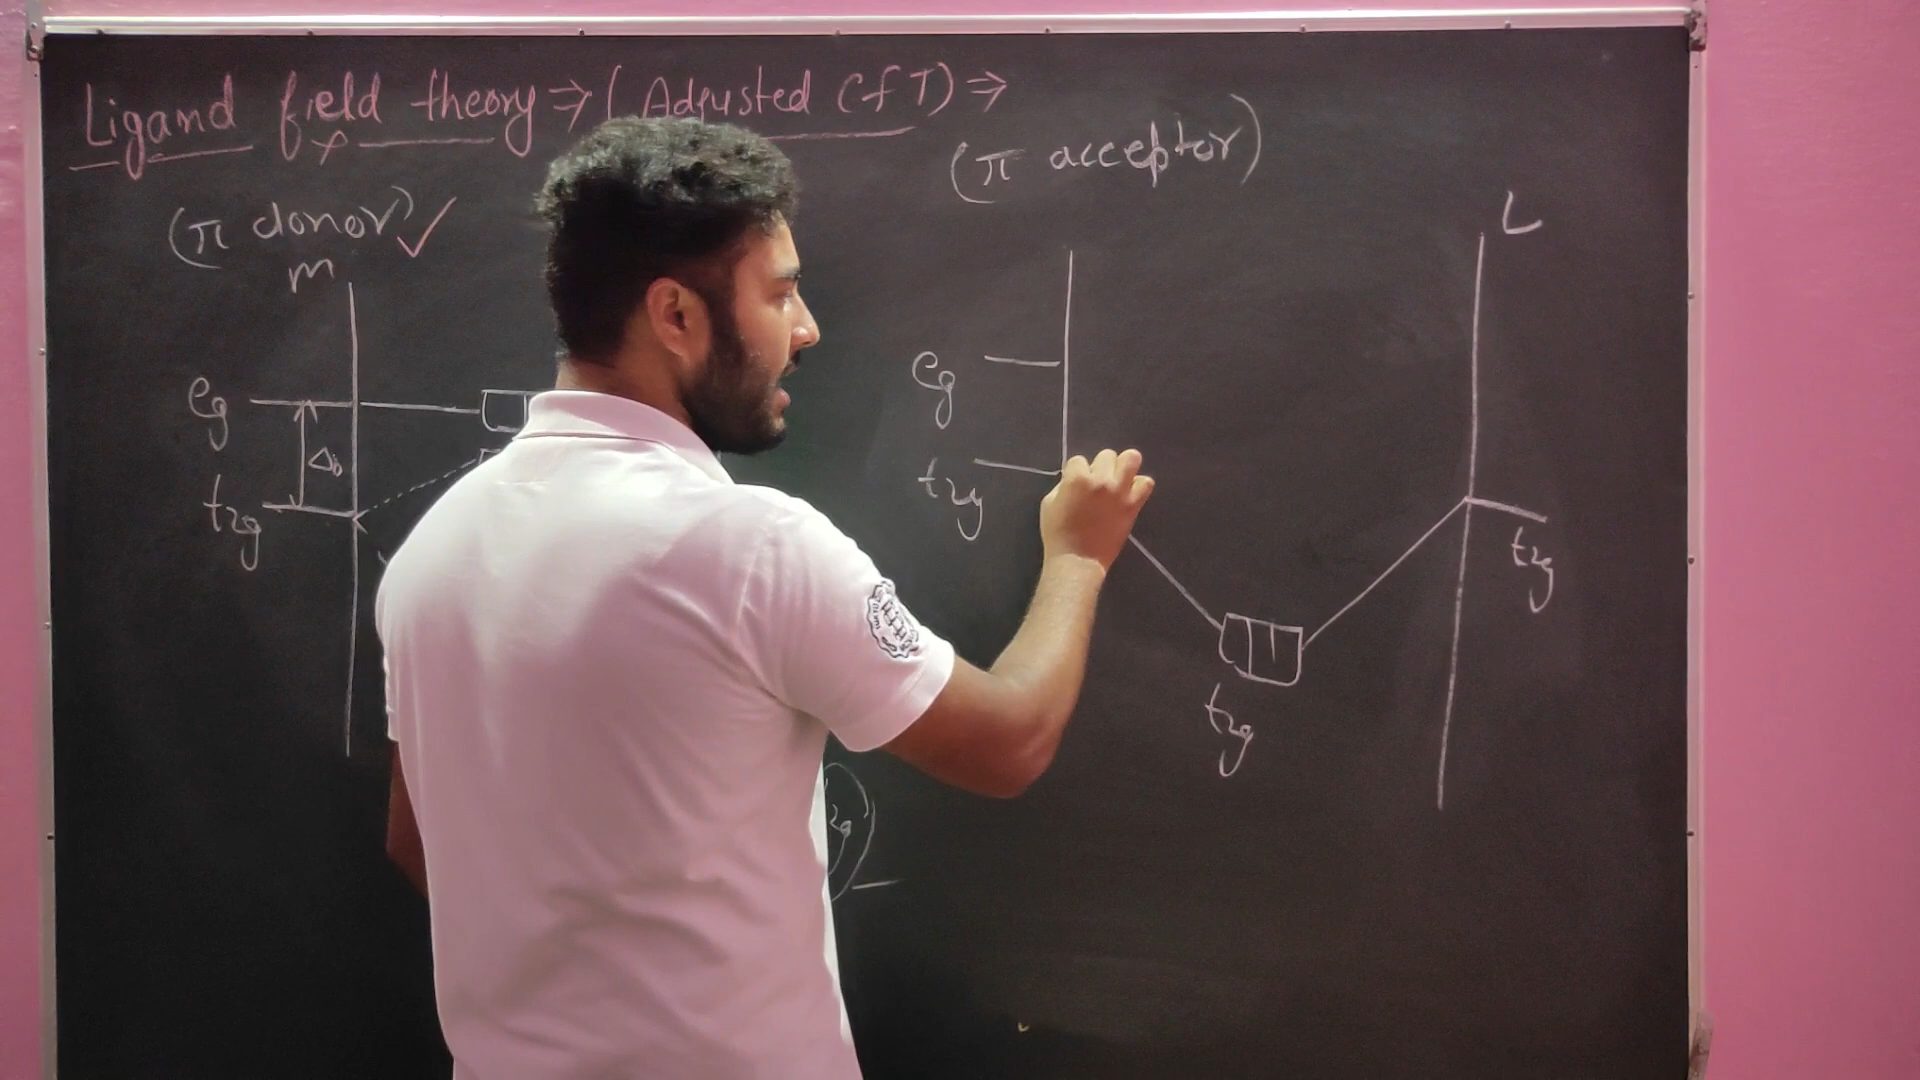 Ligand field theory ⇒ (Adjusted CFT) ⇒
(π donor) ✓
m
eg
Δo
t2g
(π acceptor)
L
eg
t2g
t2g
t2g